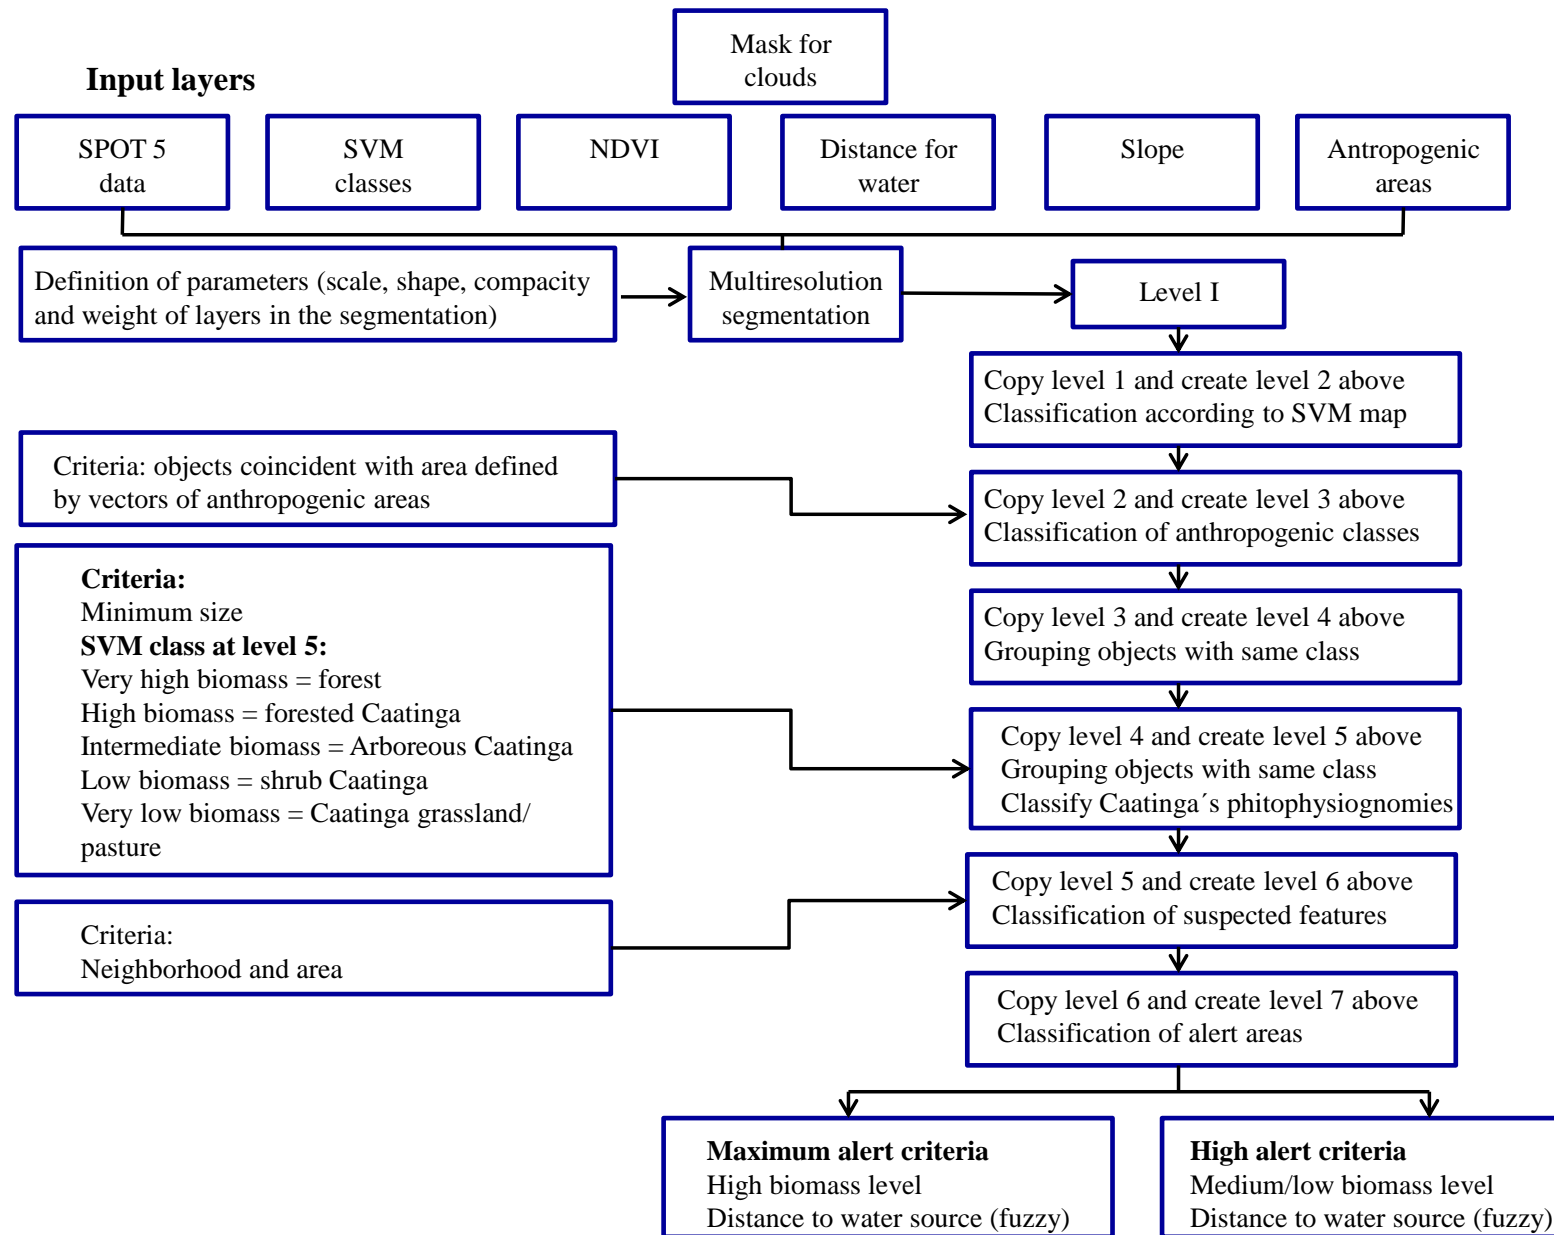 Mask for
clouds
Input layers
SPOT 5
data
SVM
classes
NDVI
Distance for
water
Slope
Antropogenic
areas
Definition of parameters (scale, shape, compacity
and weight of layers in the segmentation)
Multiresolution
segmentation
Level I
Copy level 1 and create level 2 above
Classification according to SVM map
Criteria: objects coincident with area defined
by vectors of anthropogenic areas
Copy level 2 and create level 3 above
Classification of anthropogenic classes
Criteria:
Minimum size
SVM class at level 5:
Very high biomass = forest
High biomass = forested Caatinga
Intermediate biomass = Arboreous Caatinga
Low biomass = shrub Caatinga
Very low biomass = Caatinga grassland/
pasture
Copy level 3 and create level 4 above
Grouping objects with same class
Copy level 4 and create level 5 above
Grouping objects with same class
Classify Caatinga´s phitophysiognomies
Criteria:
Neighborhood and area
Copy level 5 and create level 6 above
Classification of suspected features
Copy level 6 and create level 7 above
Classification of alert areas
Maximum alert criteria
High biomass level
Distance to water source (fuzzy)
High alert criteria
Medium/low biomass level
Distance to water source (fuzzy)